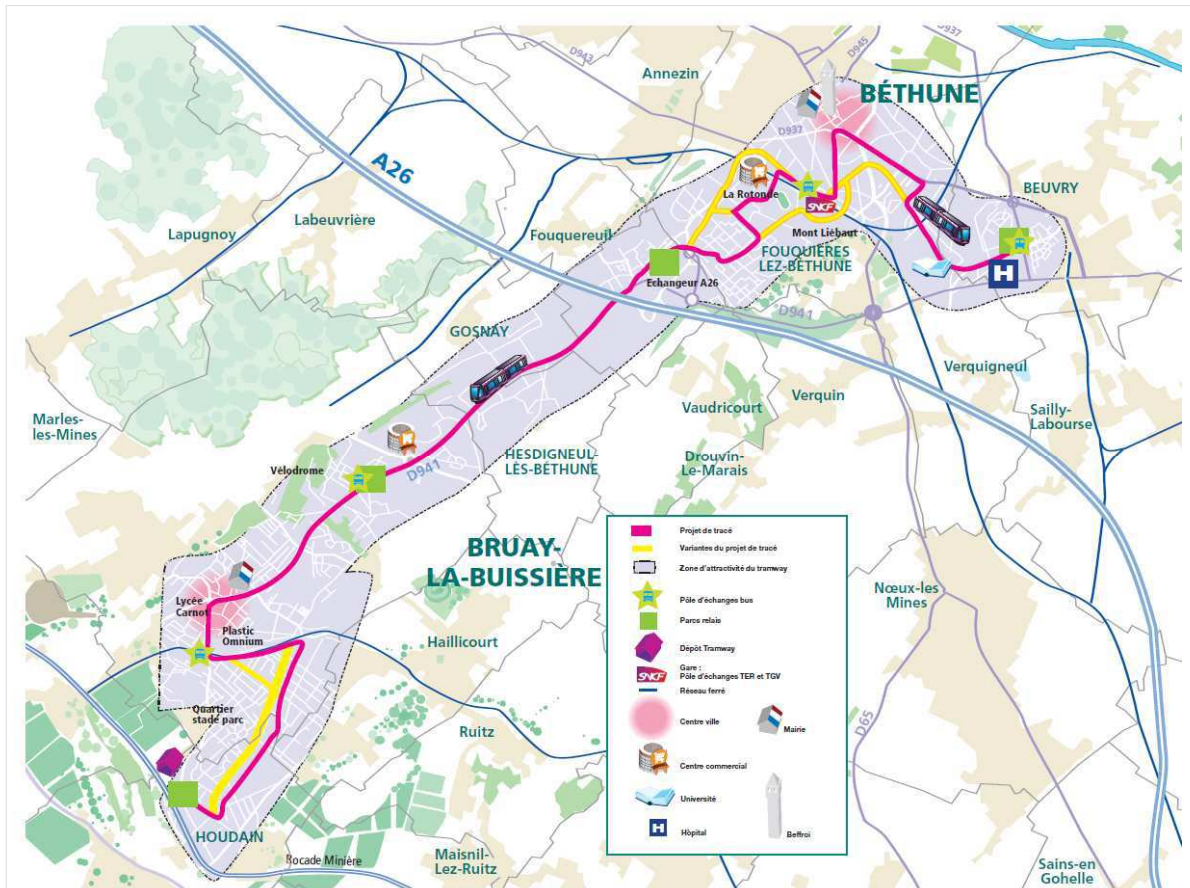 D937
D945
D943
Annezin
BÉTHUNE
D937
A26
BEUVRY
La Rotonde
Labeuvrière
SNCF
Lapugnoy
Fouquereuil
Mont Liébaut
FOUQUIÈRES
LEZ-BÉTHUNE
H
Echangeur A26
D941
GOSNAY
Verquigneul
Verquin
Vaudricourt
Sailly-
Labourse
Marles-
les-Mines
HESDIGNEUL-
LÈS-BÉTHUNE
Drouvin-
Le-Marais
Vélodrome
D941
BRUAY-
LA-BUISSIÈRE
Lycée
Carnot
Plastic
Omnium
Haillicourt
Nœux-les
Mines
Quartier
stade parc
Ruitz
D65
HOUDAIN
Rocade Minière
Maisnil-
Lez-Ruitz
Sains-en
Gohelle
Projet de tracé
Variantes du projet de tracé
Zone d'attractivité du tramway
Pôle d'échanges bus
Parcs relais
Dépôt Tramway
SNCF
Gare :
Pôle d'échanges TER et TGV
Réseau ferré
Centre ville
Mairie
Centre commercial
Université
H
Hôpital
Beffroi